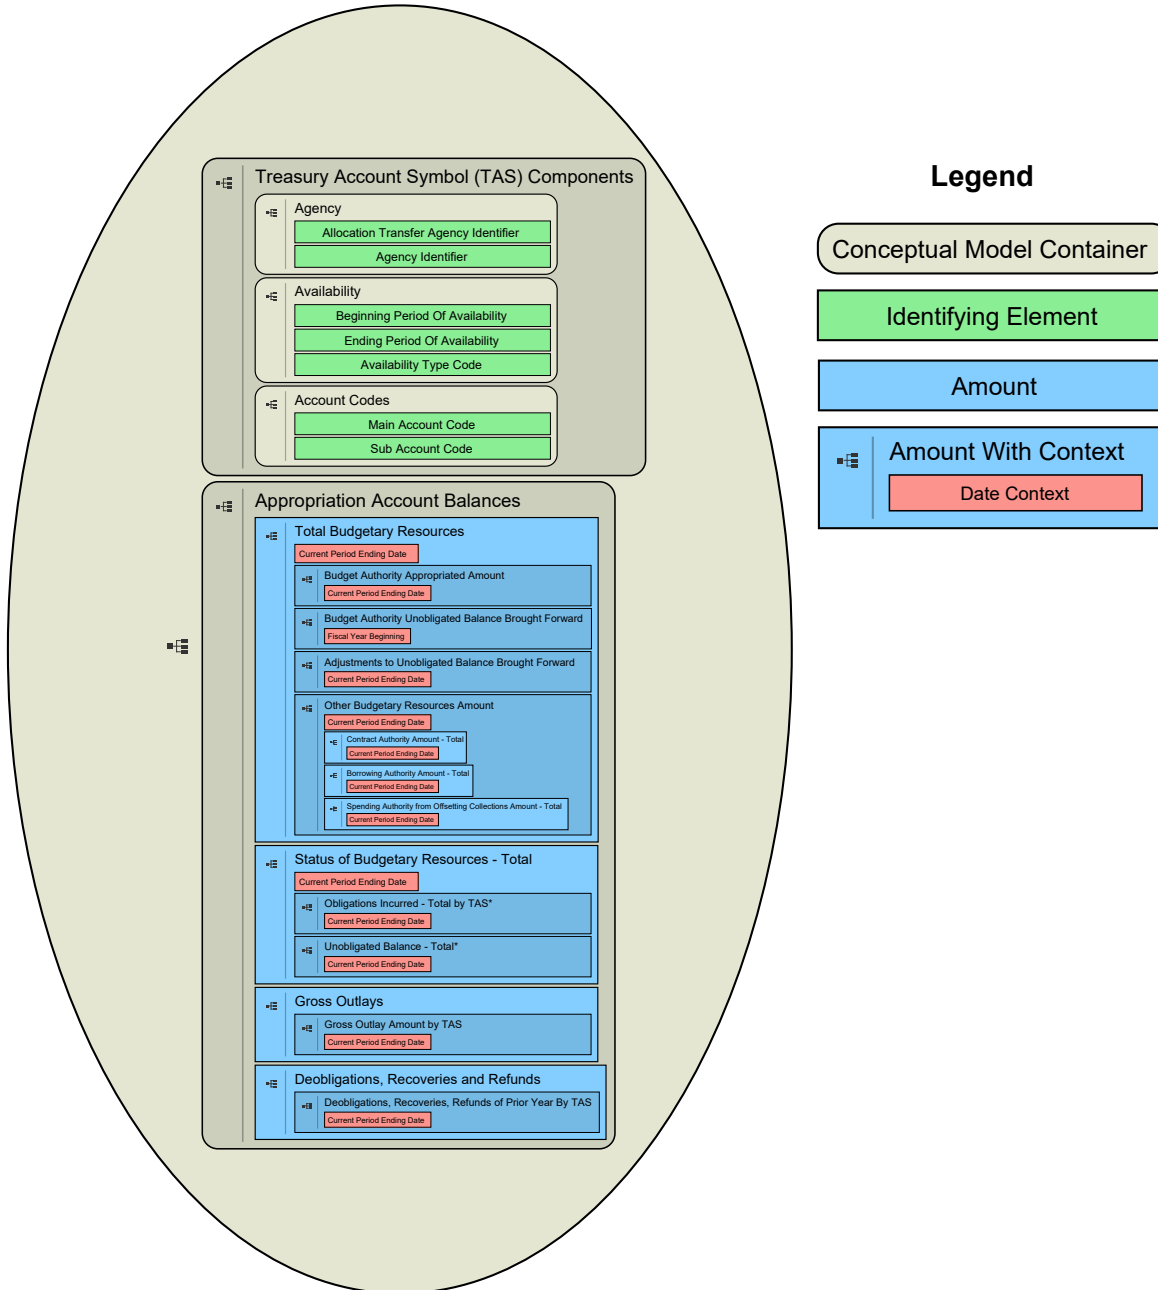 Treasury Account Symbol (TAS) Components
Agency
Allocation Transfer Agency Identifier
Agency Identifier
Availability
Beginning Period Of Availability
Ending Period Of Availability
Availability Type Code
Account Codes
Main Account Code
Sub Account Code
Appropriation Account Balances
Total Budgetary Resources
Current Period Ending Date
Budget Authority Appropriated Amount
Current Period Ending Date
Budget Authority Unobligated Balance Brought Forward
Fiscal Year Beginning
Adjustments to Unobligated Balance Brought Forward
Current Period Ending Date
Other Budgetary Resources Amount
Current Period Ending Date
Contract Authority Amount - Total
Current Period Ending Date
Borrowing Authority Amount - Total
Current Period Ending Date
Spending Authority from Offsetting Collections Amount - Total
Current Period Ending Date
Status of Budgetary Resources - Total
Current Period Ending Date
Obligations Incurred - Total by TAS*
Current Period Ending Date
Unobligated Balance - Total*
Current Period Ending Date
Gross Outlays
Gross Outlay Amount by TAS
Current Period Ending Date
Deobligations, Recoveries and Refunds
Deobligations, Recoveries, Refunds of Prior Year By TAS
Current Period Ending Date
Legend
Conceptual Model Container
Identifying Element
Amount
Amount With Context
Date Context